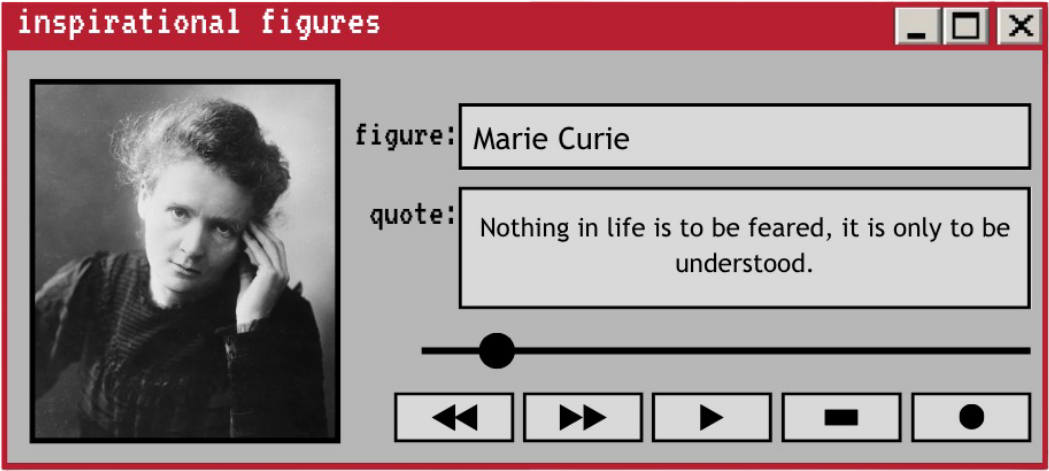 inspirational figures
figure:
Marie Curie
quote:
Nothing in life is to be feared, it is only to be
understood.